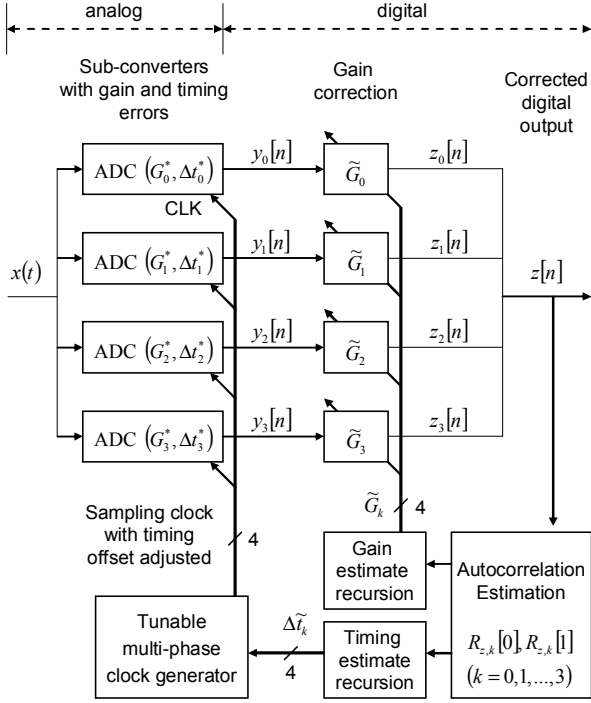 analog
digital
Sub-converters
with gain and timing
errors
Gain
correction
Corrected
digital
output
ADC (G₀*, Δt₀*)
y₀[n]
G̃₀
z₀[n]
CLK
ADC (G₁*, Δt₁*)
y₁[n]
G̃₁
z₁[n]
x(t)
z[n]
ADC (G₂*, Δt₂*)
y₂[n]
G̃₂
z₂[n]
ADC (G₃*, Δt₃*)
y₃[n]
G̃₃
z₃[n]
Sampling clock
with timing
offset adjusted
4
G̃ₖ
4
Gain
estimate
recursion
Autocorrelation
Estimation
R_{z,k}[0], R_{z,k}[1]
(k = 0,1,...,3)
Tunable
multi-phase
clock generator
Δt̃ₖ
4
Timing
estimate
recursion